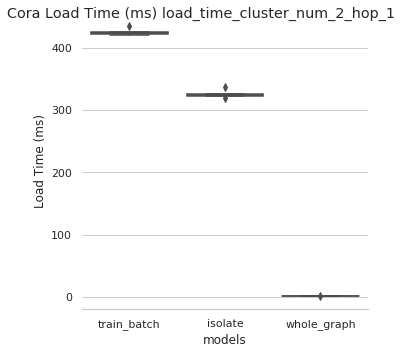 Cora Load Time (ms) load_time_cluster_num_2_hop_1
400
300
200
100
0
Load Time (ms)
train_batch isolate whole_graph
models